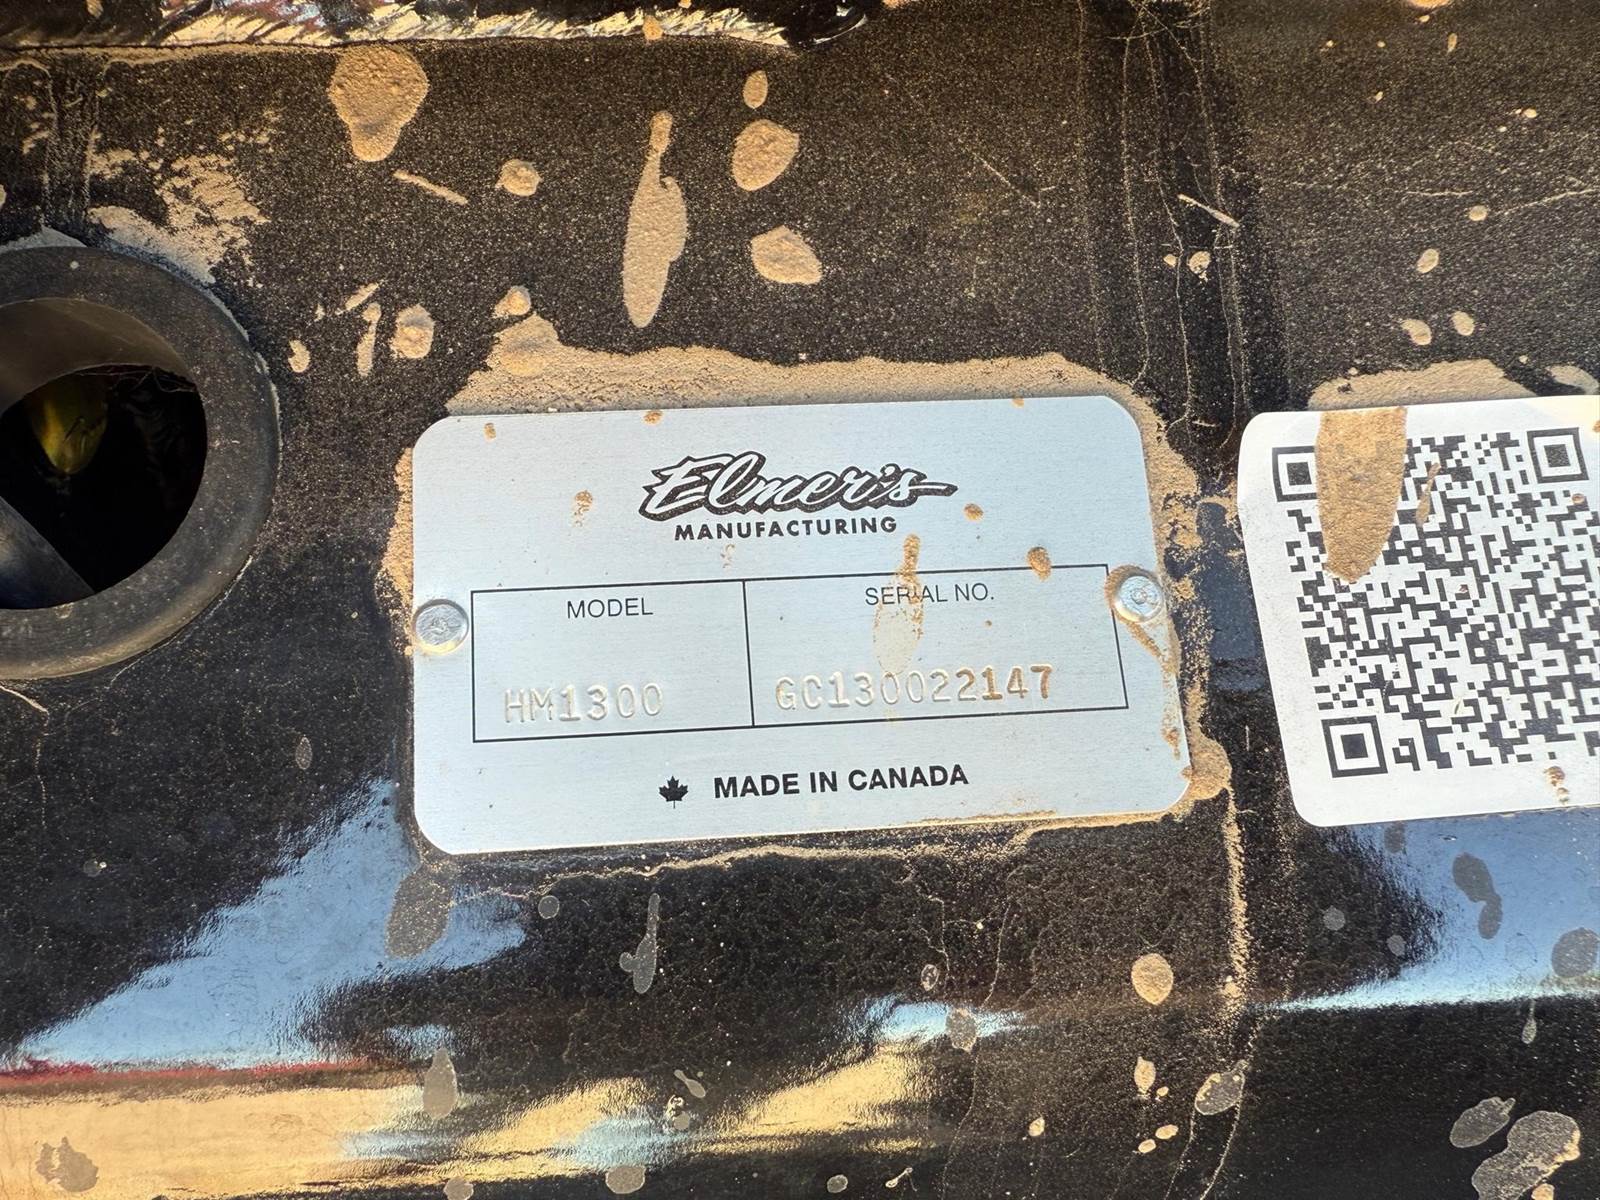 Elmer's
MANUFACTURING
MODEL
SERIAL NO.
HM1300
GC130022147
MADE IN CANADA